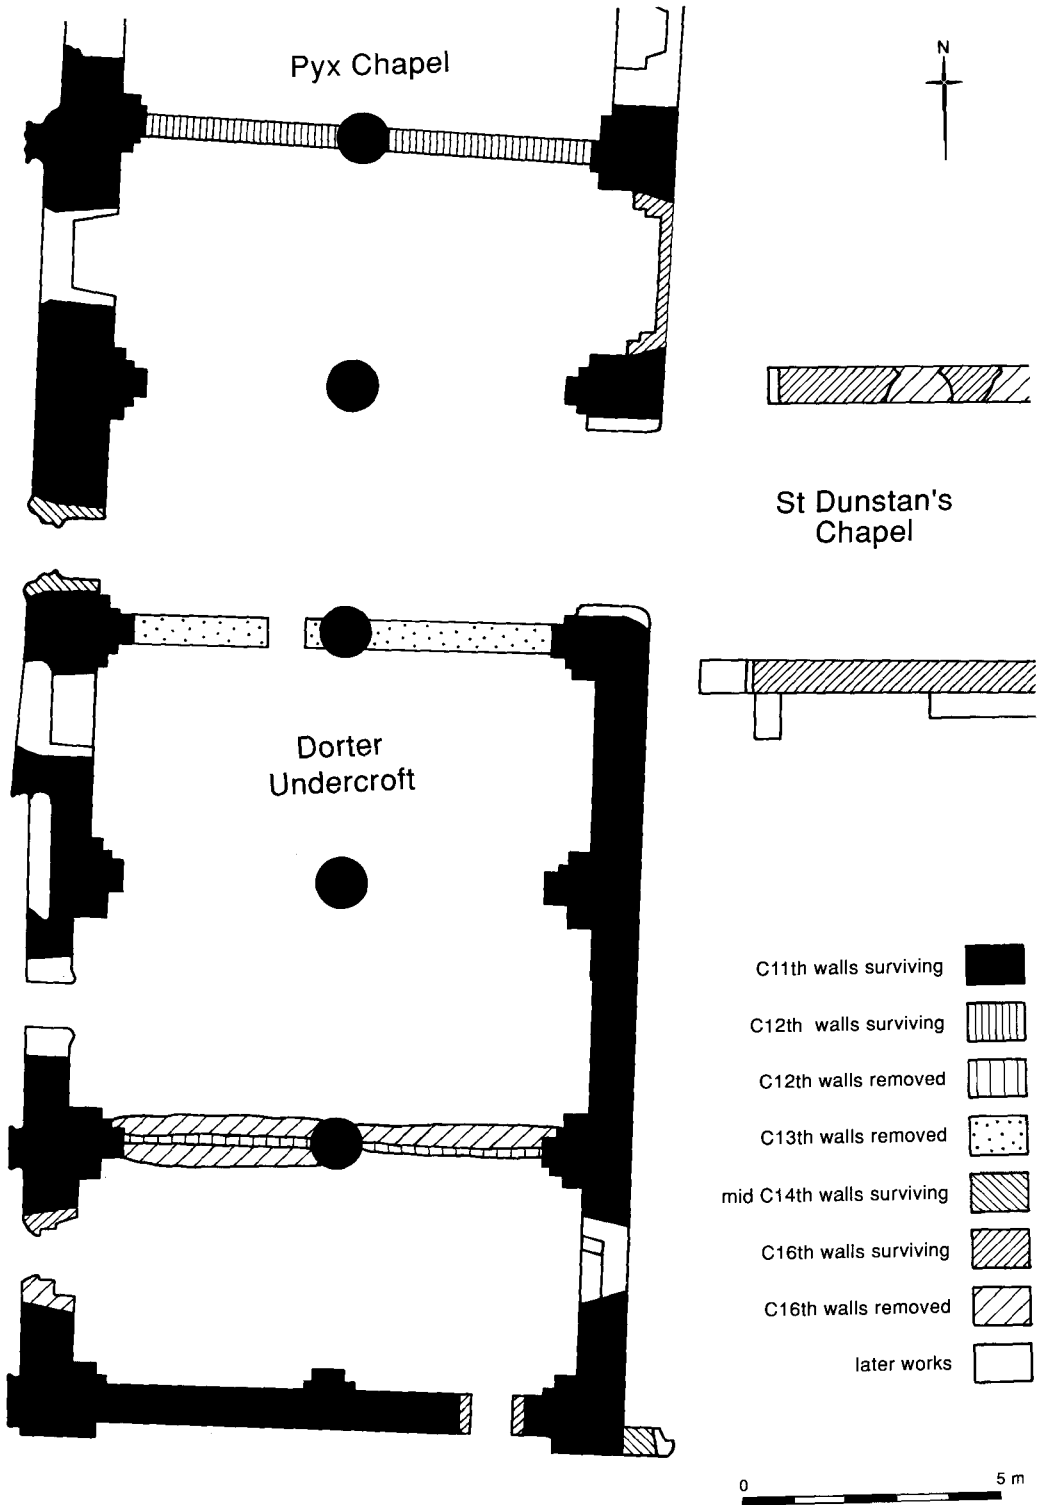 Pyx Chapel
N
St Dunstan's
Chapel
Dorter
Undercroft
C11th walls surviving
C12th walls surviving
C12th walls removed
C13th walls removed
mid C14th walls surviving
C16th walls surviving
C16th walls removed
later works
0 5 m